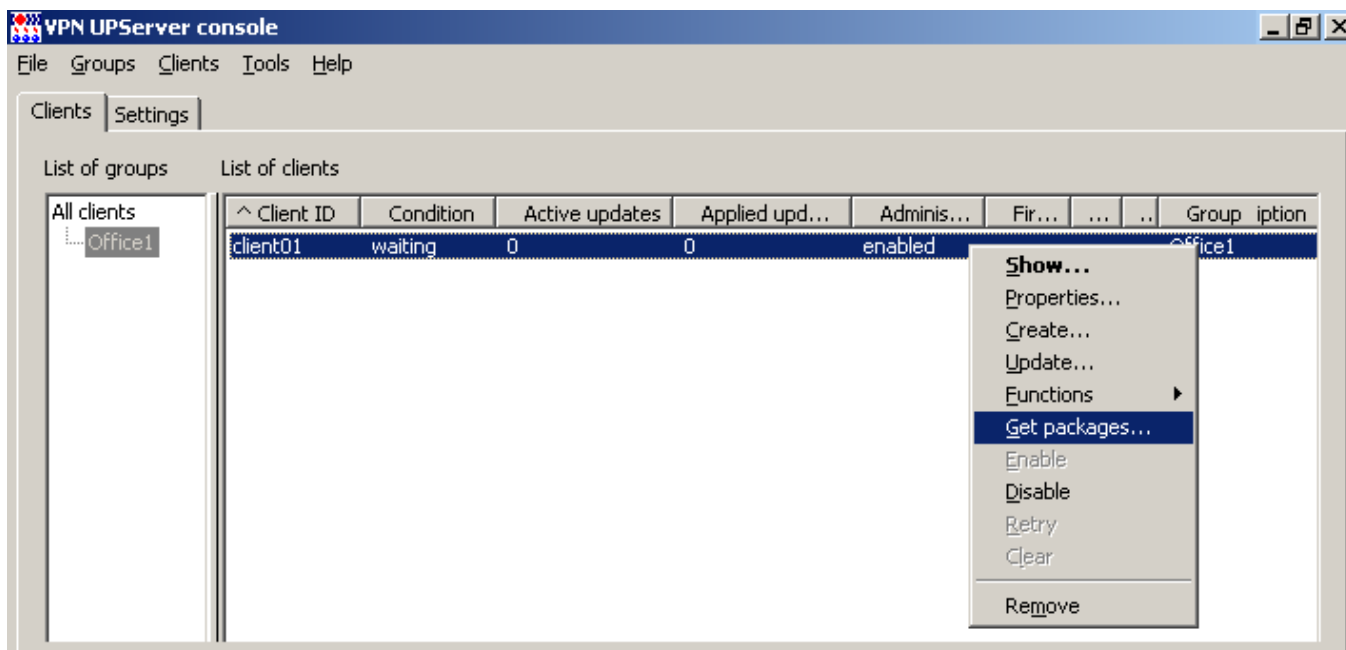 VPN UPServer console
File Groups Clients Tools Help
Clients Settings
List of groups List of clients
All clients ^ Client ID Condition Active updates Applied upd... Adminis... Fir... ... .. Group iption
Office1 client01 waiting 0 0 enabled Office1
Show...
Properties...
Create...
Update...
Functions
Get packages...
Enable
Disable
Retry
Clear
Remove